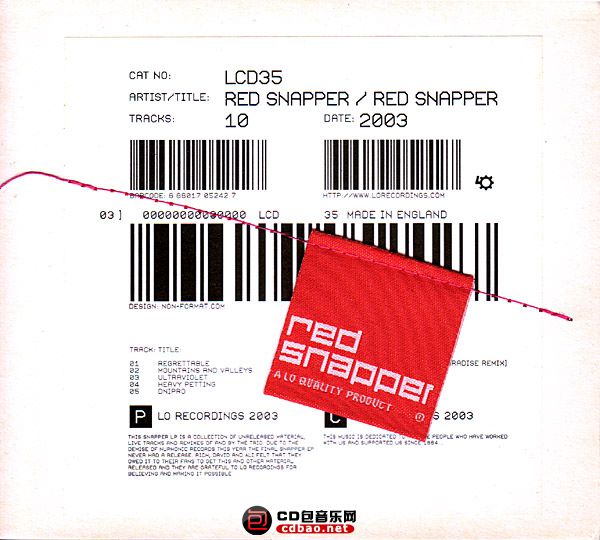 CAT NO: LCD35
ARTIST/TITLE: RED SNAPPER / RED SNAPPER
TRACKS: 10 DATE: 2003
BARCODE: 6 68017 05242 7 HTTP://WWW.LORECORDINGS.COM
03] 00000000000000 LCD 35 MADE IN ENGLAND
DESIGN: NON-FORMAT.COM
red
snapper
A LO QUALITY PRODUCT
TRACK: TITLE:
01 REGRETTABLE
02 MOUNTAINS AND VALLEYS
03 ULTRAVIOLET
04 HEAVY PETTING
05 DNIPRO
RADISE REMIX]
P LO RECORDINGS 2003
C S 2003
THIS SNAPPER LP IS A COLLECTION OF UNRELEASED MATERIAL,
LIVE TRACKS AND REMIXES OF AND BY THE TRIO. DUE TO THE
DEMISE OF NUPHONIC RECORDS THIS YEAR THE FINAL SNAPPER EP
NEVER HAD A RELEASE. RICH, DAVID AND ALI FELT THAT THEY
OWED IT TO THEIR FANS TO GET THIS AND OTHER MATERIAL
RELEASED AND THEY ARE GRATEFUL TO LO RECORDINGS FOR
BELIEVING AND MAKING IT POSSIBLE
THIS MUSIC IS DEDICATED PEOPLE WHO HAVE WORKED
WITH US AND SUPPORTED US SINCE
CD包音乐网
cdbao.net